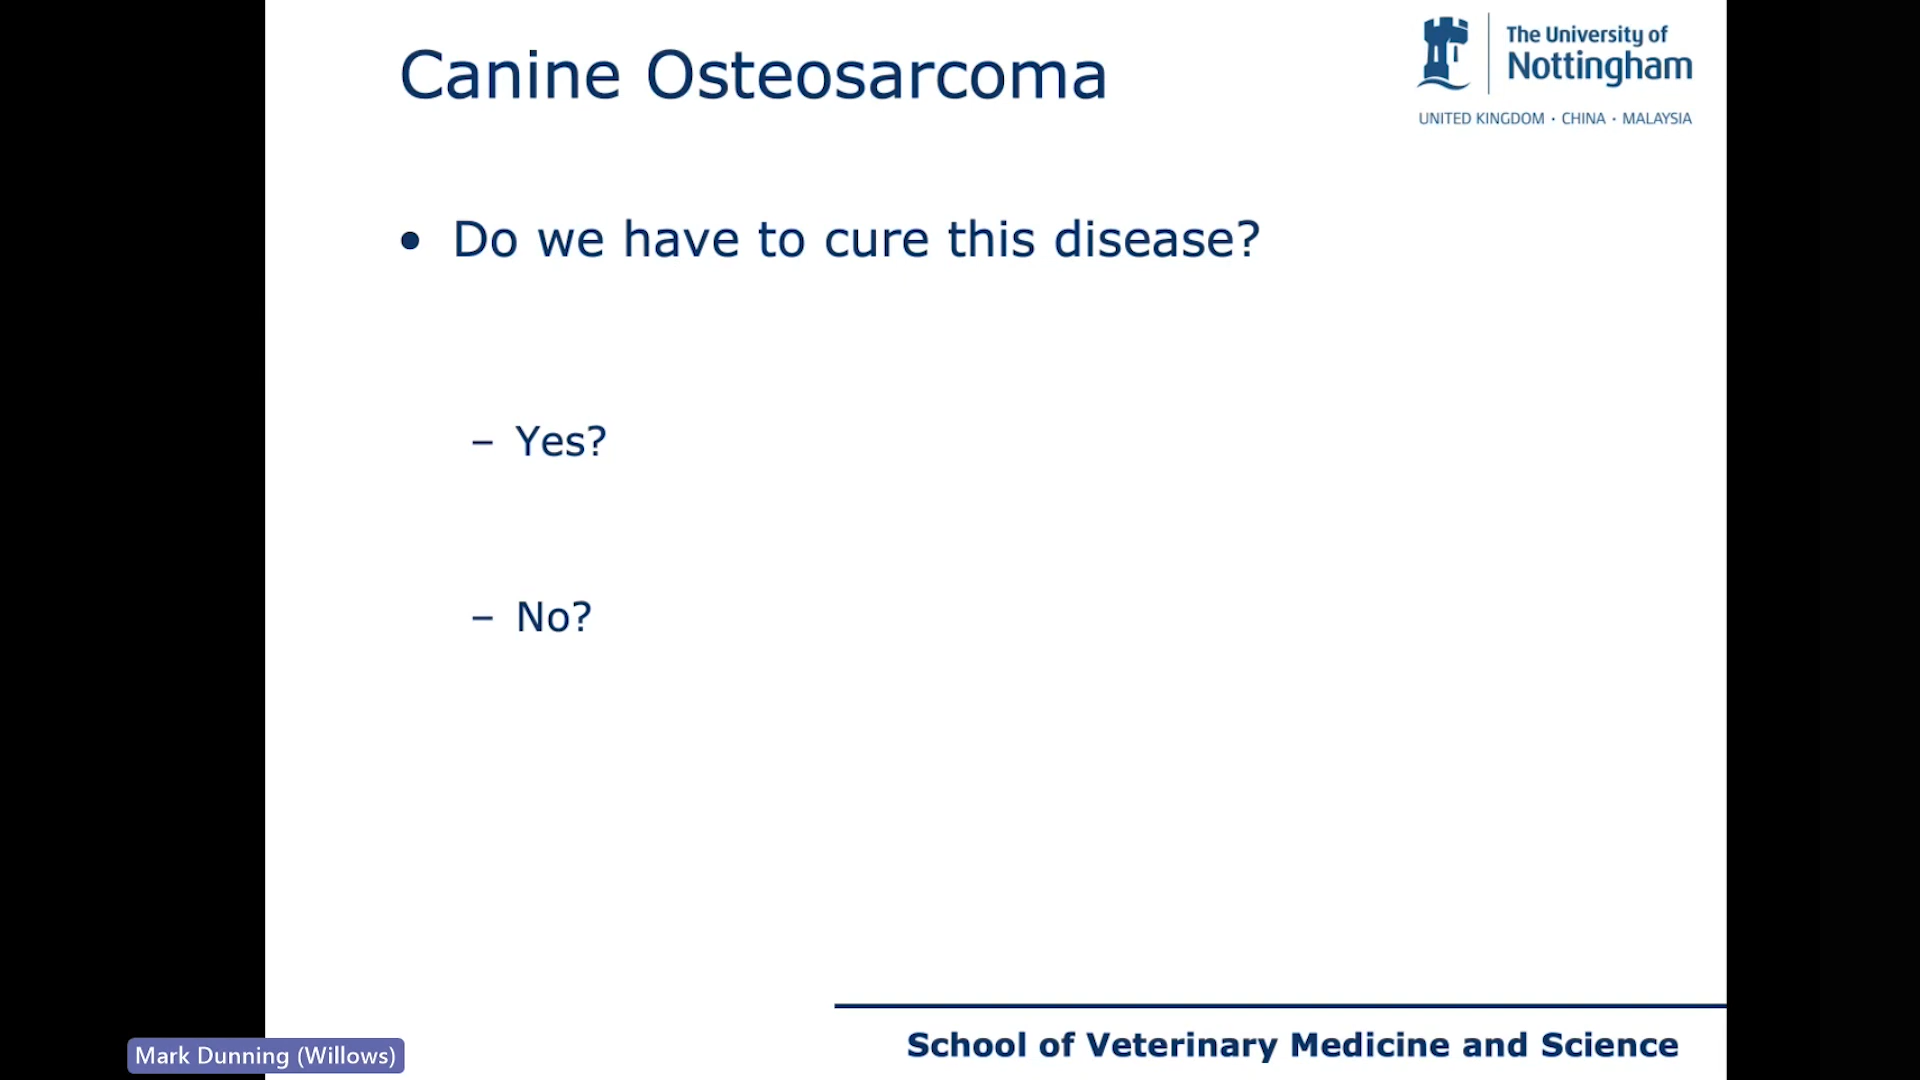 Canine Osteosarcoma
The University of
Nottingham
UNITED KINGDOM · CHINA · MALAYSIA
• Do we have to cure this disease?
– Yes?
– No?
School of Veterinary Medicine and Science
Mark Dunning (Willows)